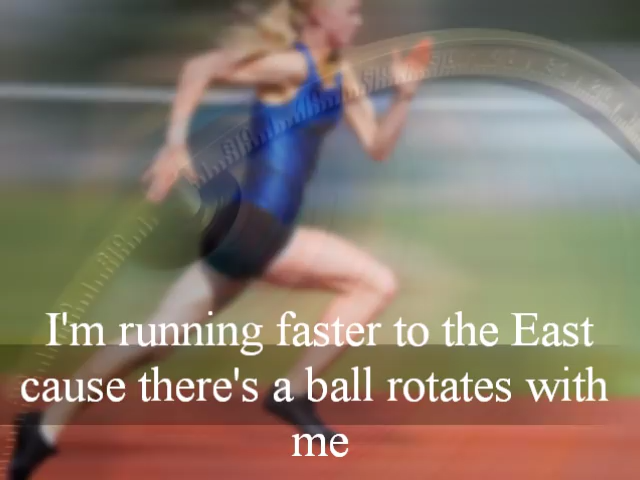 I'm running faster to the East
cause there's a ball rotates with
me